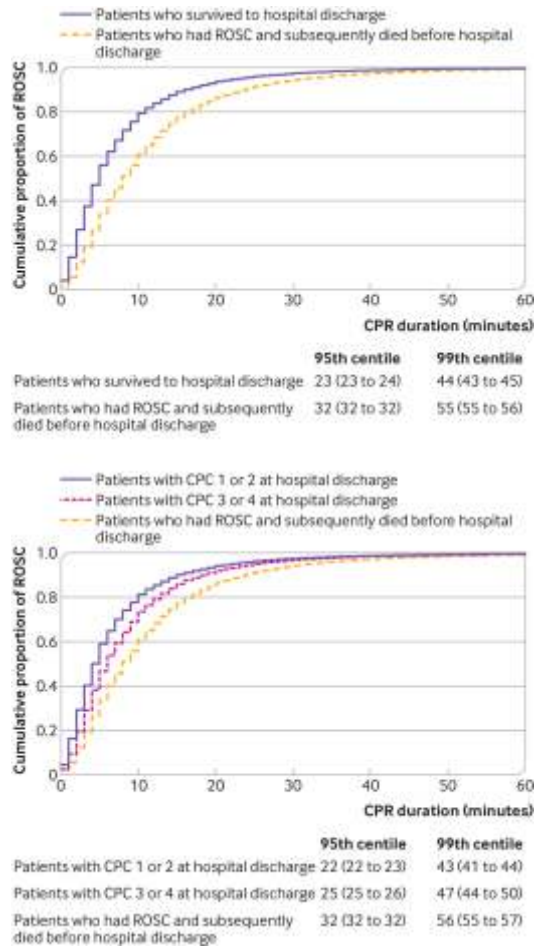 Patients who survived to hospital discharge
Patients who had ROSC and subsequently died before hospital
discharge
Cumulative proportion of ROSC
1.0
0.8
0.6
0.4
0.2
0
0 10 20 30 40 50 60
CPR duration (minutes)
95th centile 99th centile
Patients who survived to hospital discharge 23 (23 to 24) 44 (43 to 45)
Patients who had ROSC and subsequently 32 (32 to 32) 55 (55 to 56)
died before hospital discharge
Patients with CPC 1 or 2 at hospital discharge
Patients with CPC 3 or 4 at hospital discharge
Patients who had ROSC and subsequently died before hospital
discharge
Cumulative proportion of ROSC
1.0
0.8
0.6
0.4
0.2
0
0 10 20 30 40 50 60
CPR duration (minutes)
95th centile 99th centile
Patients with CPC 1 or 2 at hospital discharge 22 (22 to 23) 43 (41 to 44)
Patients with CPC 3 or 4 at hospital discharge 25 (25 to 26) 47 (44 to 50)
Patients who had ROSC and subsequently 32 (32 to 32) 56 (55 to 57)
died before hospital discharge